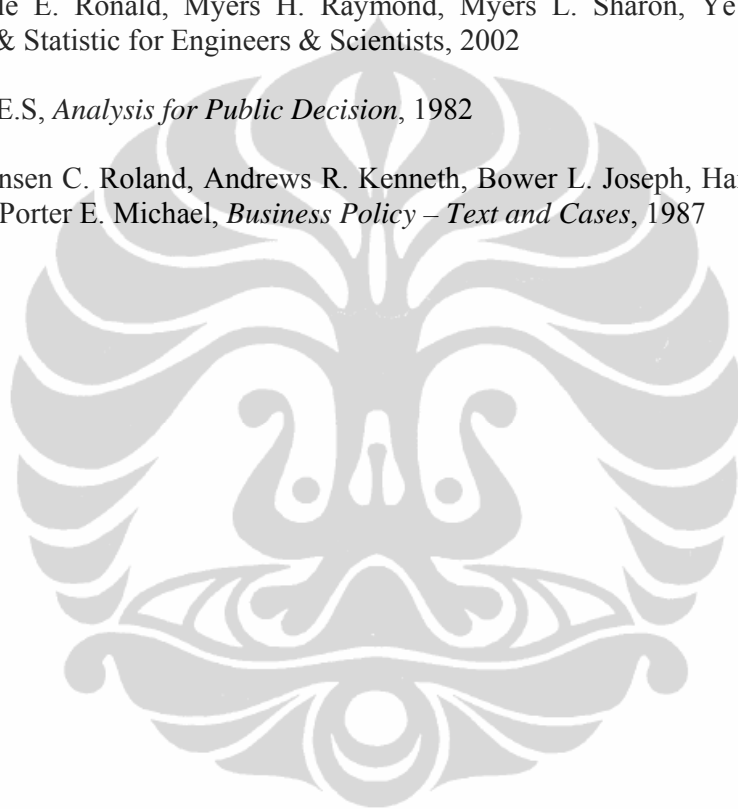 le E. Ronald, Myers H. Raymond, Myers L. Sharon, Ye
& Statistic for Engineers & Scientists, 2002
E.S, Analysis for Public Decision, 1982
nsen C. Roland, Andrews R. Kenneth, Bower L. Joseph, Ha
Porter E. Michael, Business Policy – Text and Cases, 1987